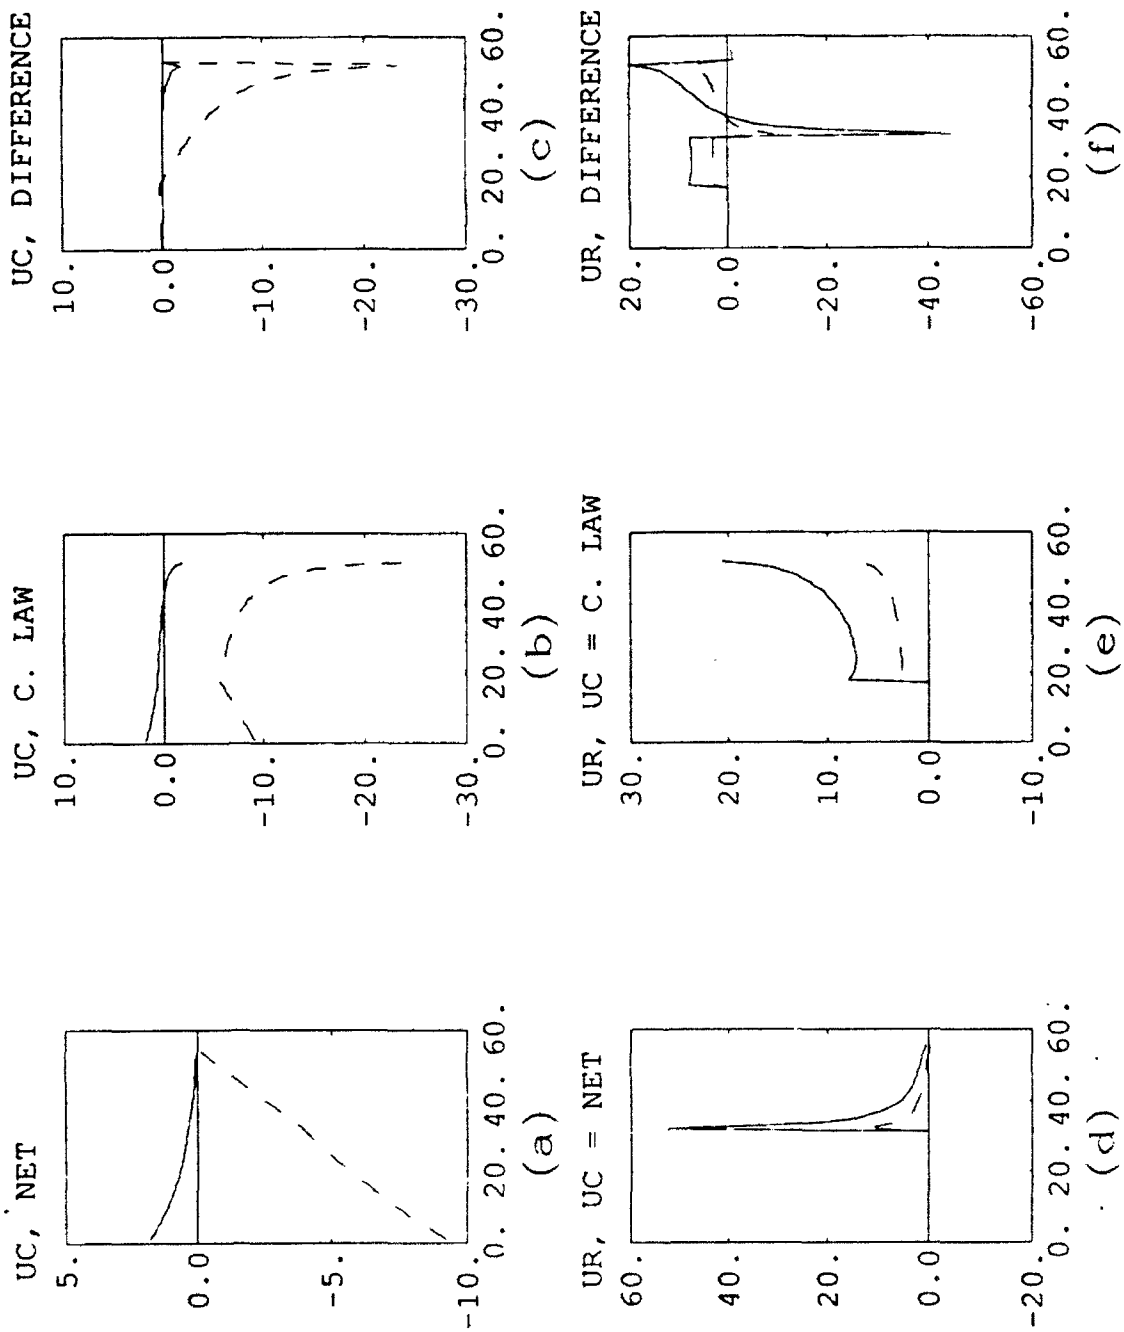 UC, NET
5.
0.0
-5.
-10.
0. 20. 40. 60.
(a)
UC, C. LAW
10.
0.0
-10.
-20.
-30.
0. 20. 40. 60.
(b)
UC, DIFFERENCE
10.
0.0
-10.
-20.
-30.
0. 20. 40. 60.
(c)
UR, UC = NET
60.
40.
20.
0.0
-20.
0. 20. 40. 60.
(d)
UR, UC = C. LAW
30.
20.
10.
0.0
-10.
0. 20. 40. 60.
(e)
UR, DIFFERENCE
20.
0.0
-20.
-40.
-60.
0. 20. 40. 60.
(f)